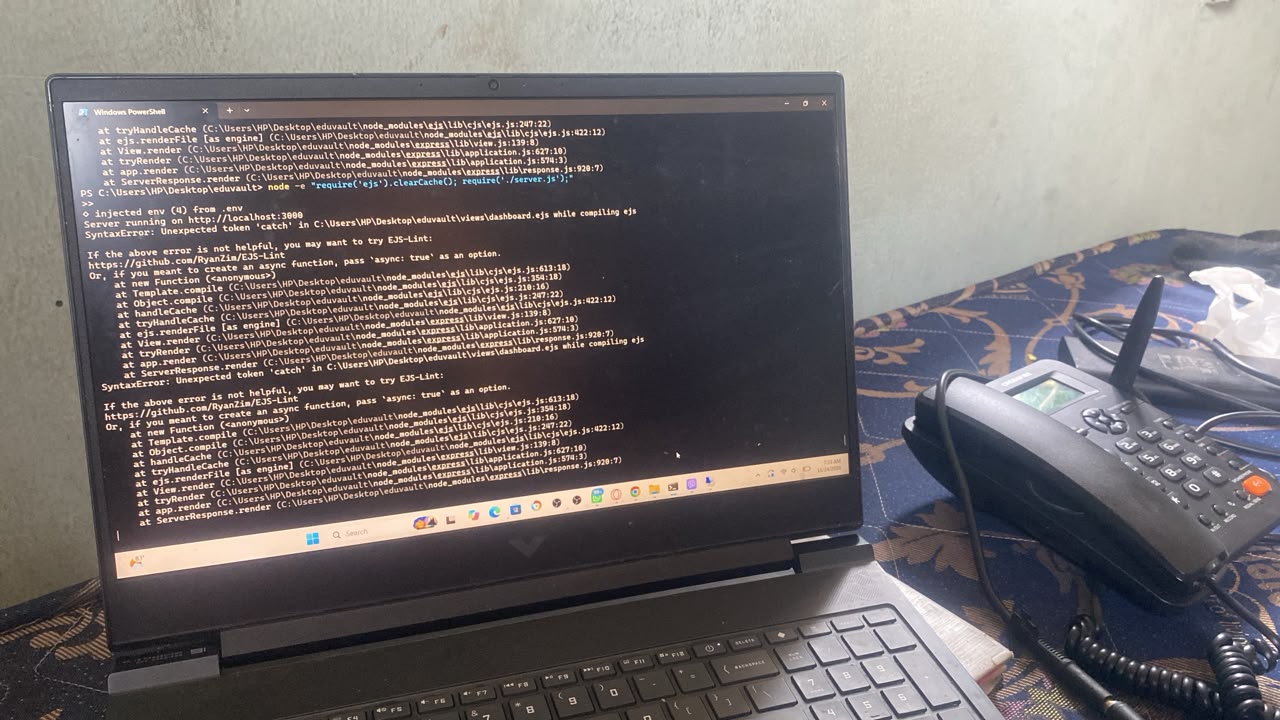 Windows PowerShell
at tryHandleCache (C:\Users\HP\Desktop\eduvault\node_modules\ejs\lib\cjs\ejs.js:247:22)
at ejs.renderFile [as engine] (C:\Users\HP\Desktop\eduvault\node_modules\ejs\lib\cjs\ejs.js:422:12)
at View.render (C:\Users\HP\Desktop\eduvault\node_modules\express\lib\view.js:139:8)
at tryRender (C:\Users\HP\Desktop\eduvault\node_modules\express\lib\application.js:627:10)
at app.render (C:\Users\HP\Desktop\eduvault\node_modules\express\lib\application.js:574:3)
at ServerResponse.render (C:\Users\HP\Desktop\eduvault\node_modules\express\lib\response.js:920:7)
PS C:\Users\HP\Desktop\eduvault> node -e "require('ejs').clearCache(); require('./server.js');"
>>
◇ injected env (4) from .env
Server running on http://localhost:3000
SyntaxError: Unexpected token 'catch' in C:\Users\HP\Desktop\eduvault\views\dashboard.ejs while compiling ejs
If the above error is not helpful, you may want to try EJS-Lint:
https://github.com/RyanZim/EJS-Lint
Or, if you meant to create an async function, pass `async: true` as an option.
at new Function (<anonymous>)
at Template.compile (C:\Users\HP\Desktop\eduvault\node_modules\ejs\lib\cjs\ejs.js:613:18)
at Object.compile (C:\Users\HP\Desktop\eduvault\node_modules\ejs\lib\cjs\ejs.js:354:18)
at handleCache (C:\Users\HP\Desktop\eduvault\node_modules\ejs\lib\cjs\ejs.js:210:16)
at tryHandleCache (C:\Users\HP\Desktop\eduvault\node_modules\ejs\lib\cjs\ejs.js:247:22)
at ejs.renderFile [as engine] (C:\Users\HP\Desktop\eduvault\node_modules\ejs\lib\cjs\ejs.js:422:12)
at View.render (C:\Users\HP\Desktop\eduvault\node_modules\express\lib\view.js:139:8)
at tryRender (C:\Users\HP\Desktop\eduvault\node_modules\express\lib\application.js:627:10)
at app.render (C:\Users\HP\Desktop\eduvault\node_modules\express\lib\application.js:574:3)
at ServerResponse.render (C:\Users\HP\Desktop\eduvault\node_modules\express\lib\response.js:920:7)
SyntaxError: Unexpected token 'catch' in C:\Users\HP\Desktop\eduvault\views\dashboard.ejs while compiling ejs
If the above error is not helpful, you may want to try EJS-Lint:
https://github.com/RyanZim/EJS-Lint
Or, if you meant to create an async function, pass `async: true` as an option.
at new Function (<anonymous>)
at Template.compile (C:\Users\HP\Desktop\eduvault\node_modules\ejs\lib\cjs\ejs.js:613:18)
at Object.compile (C:\Users\HP\Desktop\eduvault\node_modules\ejs\lib\cjs\ejs.js:354:18)
at handleCache (C:\Users\HP\Desktop\eduvault\node_modules\ejs\lib\cjs\ejs.js:210:16)
at tryHandleCache (C:\Users\HP\Desktop\eduvault\node_modules\ejs\lib\cjs\ejs.js:247:22)
at ejs.renderFile [as engine] (C:\Users\HP\Desktop\eduvault\node_modules\ejs\lib\cjs\ejs.js:422:12)
at View.render (C:\Users\HP\Desktop\eduvault\node_modules\express\lib\view.js:139:8)
at tryRender (C:\Users\HP\Desktop\eduvault\node_modules\express\lib\application.js:627:10)
at app.render (C:\Users\HP\Desktop\eduvault\node_modules\express\lib\application.js:574:3)
at ServerResponse.render (C:\Users\HP\Desktop\eduvault\node_modules\express\lib\response.js:920:7)
Search
F4 F5 F6 F7 F8 F9 F10 F11 F12 DELETE
BACKSPACE NUM LOCK
7 8 9 0
7 8 9
4 5